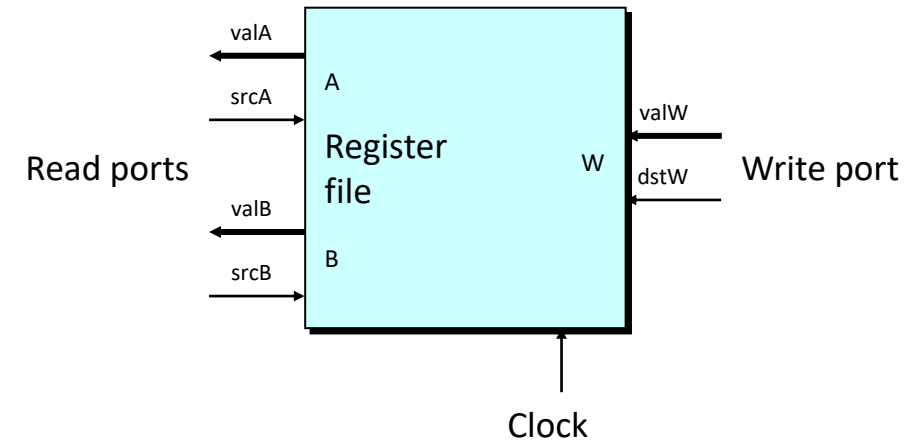 valA
A
srcA
Read ports
Register
file
valB
B
srcB
valW
W
dstW
Write port
Clock